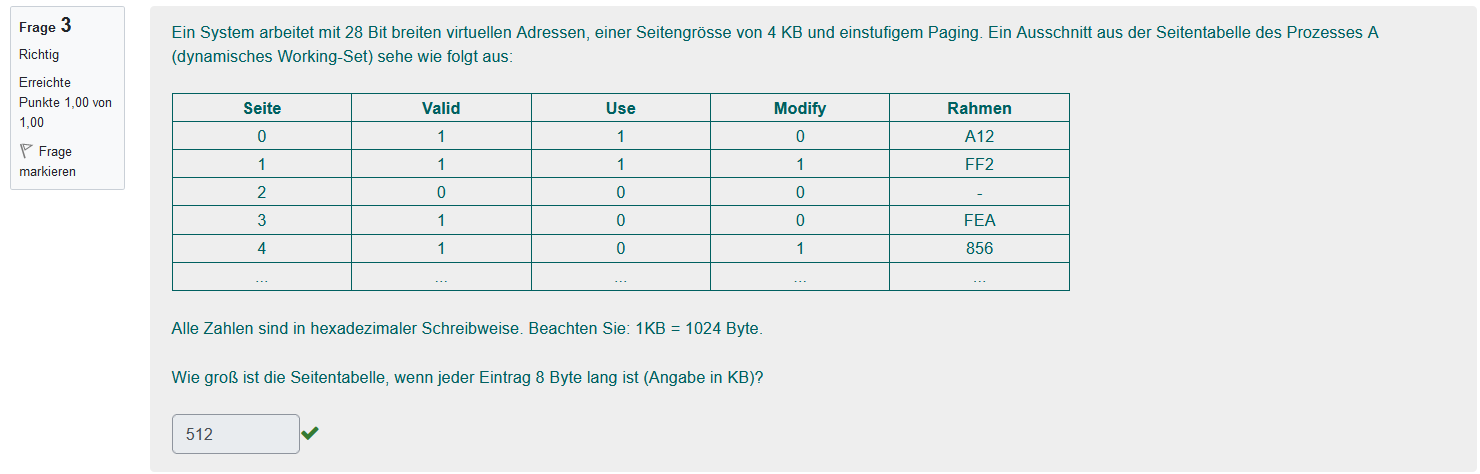 Frage 3
Richtig
Erreichte
Punkte 1,00 von
1,00
Frage
markieren
Ein System arbeitet mit 28 Bit breiten virtuellen Adressen, einer Seitengrösse von 4 KB und einstufigem Paging. Ein Ausschnitt aus der Seitentabelle des Prozesses A
(dynamisches Working-Set) sehe wie folgt aus:
Seite Valid Use Modify Rahmen
0 1 1 0 A12
1 1 1 1 FF2
2 0 0 0 -
3 1 0 0 FEA
4 1 0 1 856
... ... ... ... ...
Alle Zahlen sind in hexadezimaler Schreibweise. Beachten Sie: 1KB = 1024 Byte.
Wie groß ist die Seitentabelle, wenn jeder Eintrag 8 Byte lang ist (Angabe in KB)?
512